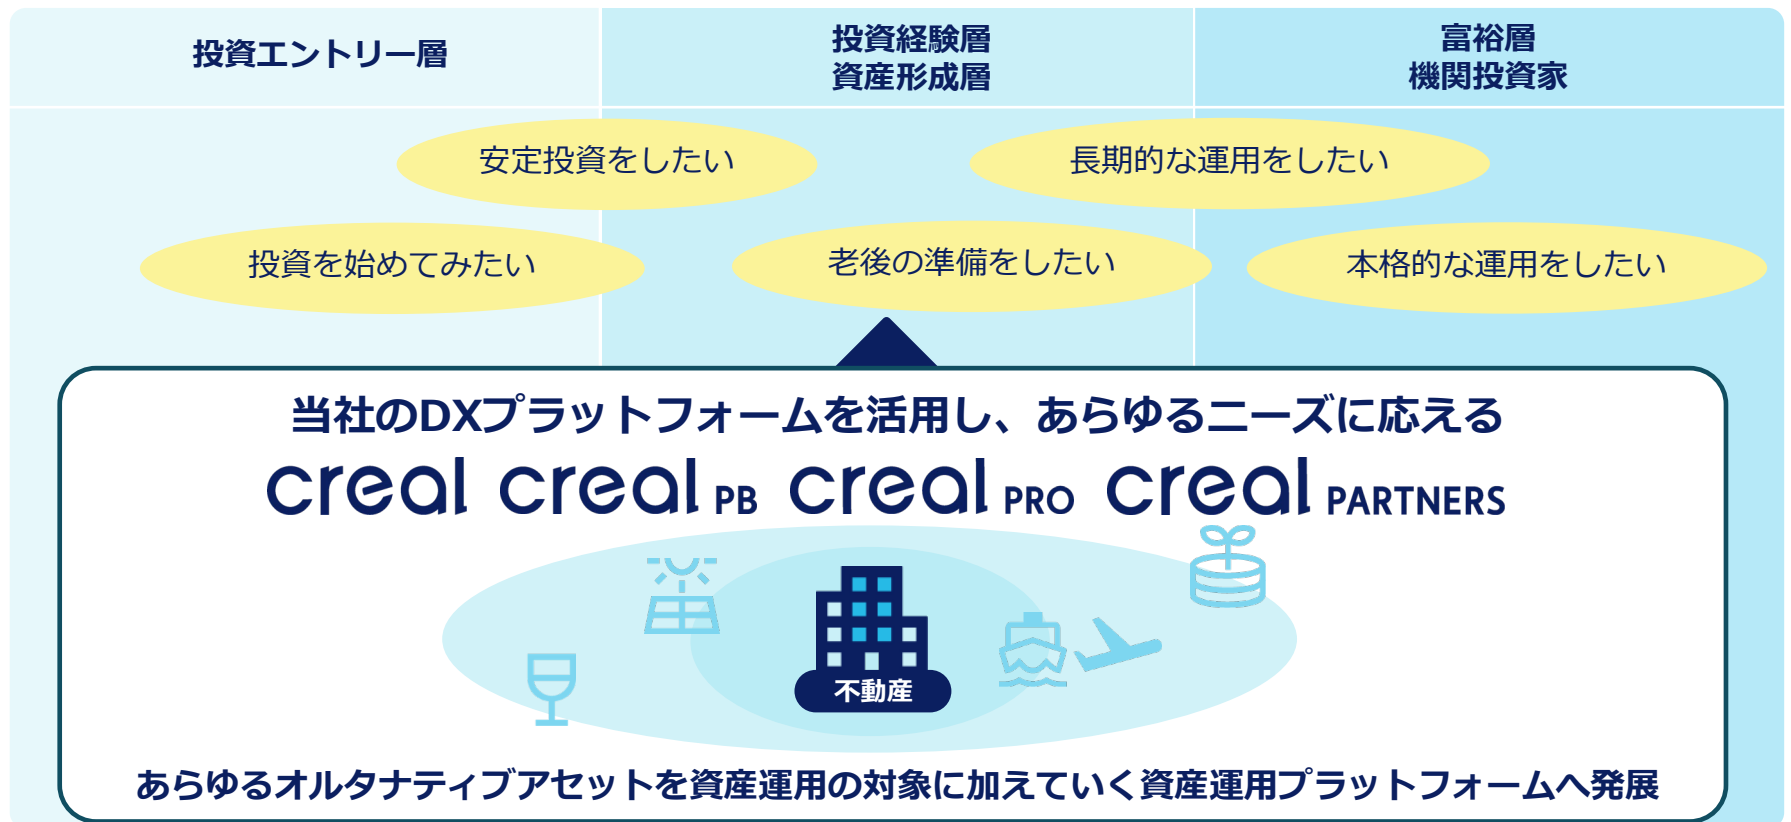 投資エントリー層
投資経験層
資産形成層
富裕層
機関投資家
安定投資をしたい
長期的な運用をしたい
投資を始めてみたい
老後の準備をしたい
本格的な運用をしたい
当社のDXプラットフォームを活用し、あらゆるニーズに応える
creal creal PB creal PRO creal PARTNERS
不動産
あらゆるオルタナティブアセットを資産運用の対象に加えていく資産運用プラットフォームへ発展